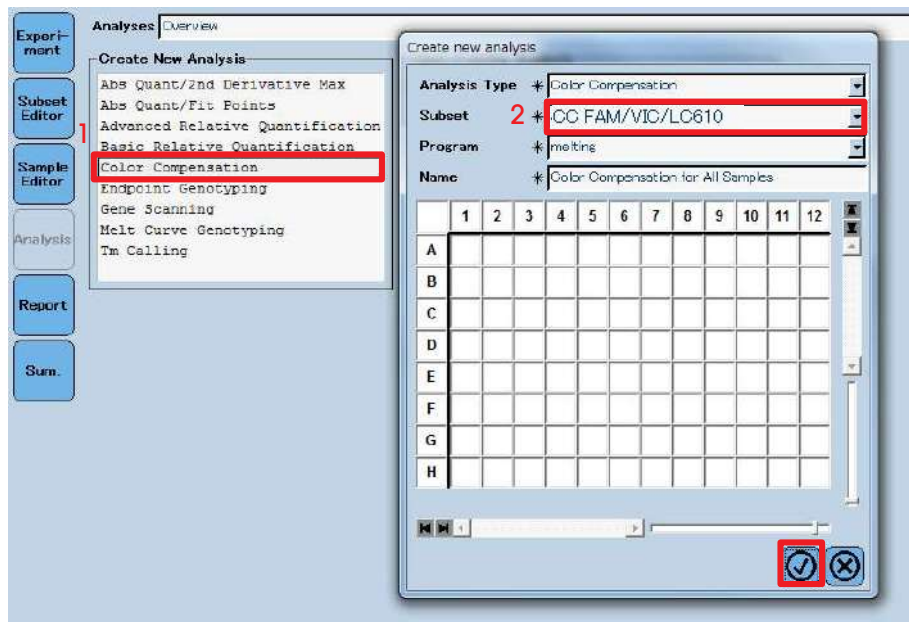 Analyses Overview
Experi-
ment
Subset
Editor
Sample
Editor
Analysis
Report
Sum.
Create New Analysis
Abs Quant/2nd Derivative Max
Abs Quant/Fit Points
Advanced Relative Quantification
1
Basic Relative Quantification
Color Compensation
Endpoint Genotyping
Gene Scanning
Melt Curve Genotyping
Tm Calling
Create new analysis
Analysis Type * Color Compensation
Subset 2 * CC FAM/VIC/LC610
Program * melting
Name * Color Compensation for All Samples
1 2 3 4 5 6 7 8 9 10 11 12
A
B
C
D
E
F
G
H